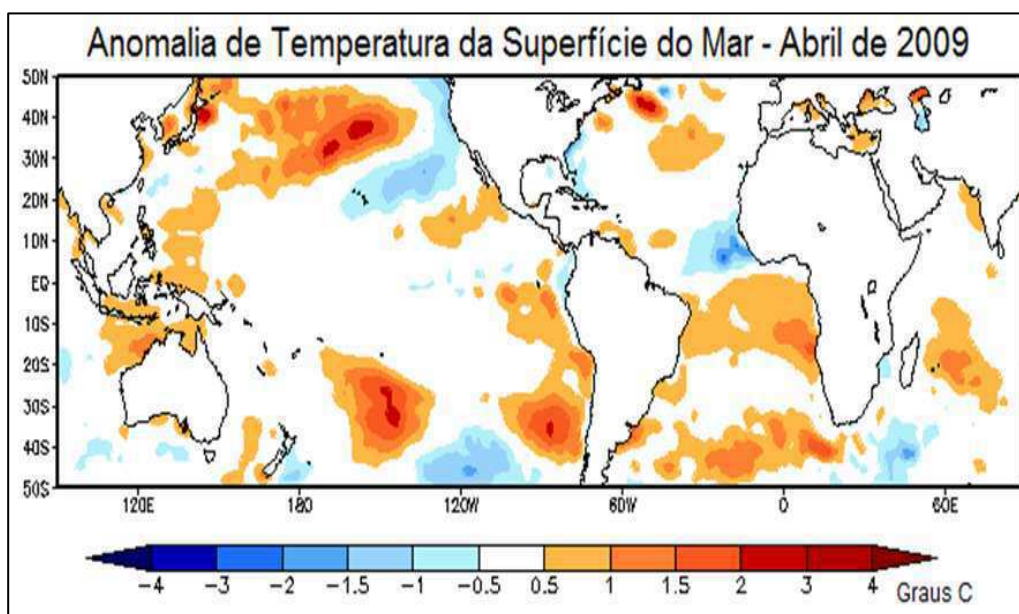 Anomalia de Temperatura da Superfície do Mar - Abril de 2009
50N
40N
30N
20N
10N
EQ
10S
20S
30S
40S
50S
120E 180 120W 60W 0 60E
-4 -3 -2 -1.5 -1 -0.5 0.5 1 1.5 2 3 4 Graus C